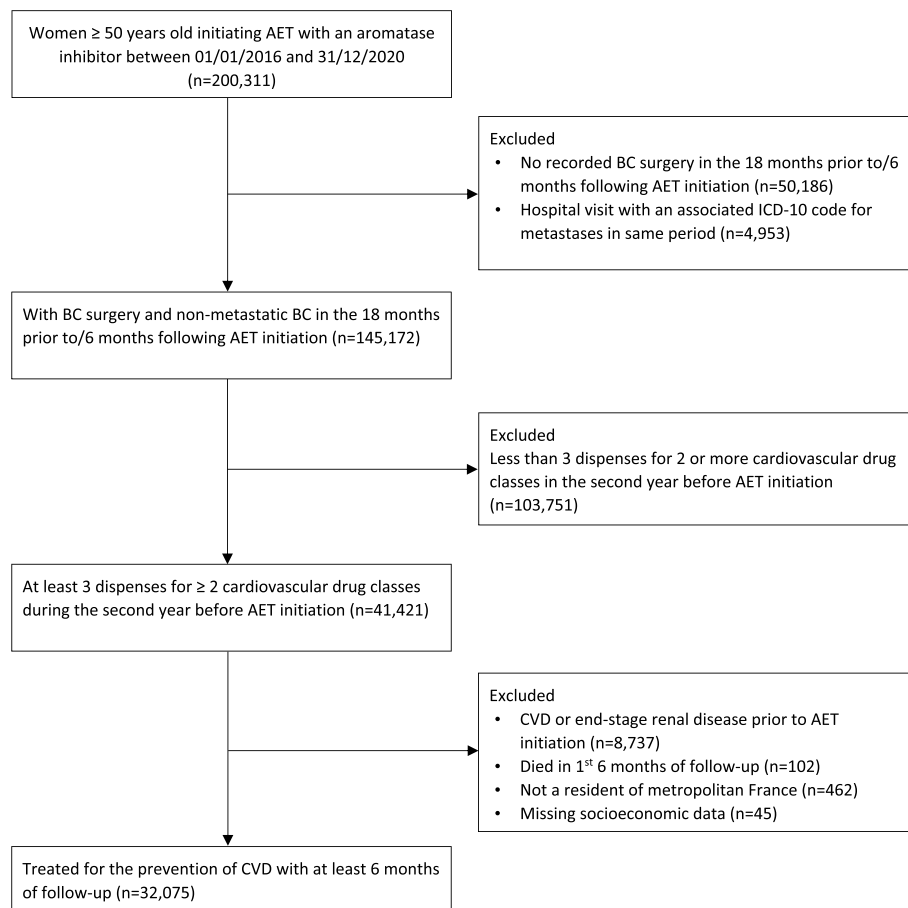 Women ≥ 50 years old initiating AET with an aromatase
inhibitor between 01/01/2016 and 31/12/2020
(n=200,311)
Excluded
• No recorded BC surgery in the 18 months prior to/6
months following AET initiation (n=50,186)
• Hospital visit with an associated ICD-10 code for
metastases in same period (n=4,953)
With BC surgery and non-metastatic BC in the 18 months
prior to/6 months following AET initiation (n=145,172)
Excluded
Less than 3 dispenses for 2 or more cardiovascular drug
classes in the second year before AET initiation
(n=103,751)
At least 3 dispenses for ≥ 2 cardiovascular drug classes
during the second year before AET initiation (n=41,421)
Excluded
• CVD or end-stage renal disease prior to AET
initiation (n=8,737)
• Died in 1st 6 months of follow-up (n=102)
• Not a resident of metropolitan France (n=462)
• Missing socioeconomic data (n=45)
Treated for the prevention of CVD with at least 6 months
of follow-up (n=32,075)